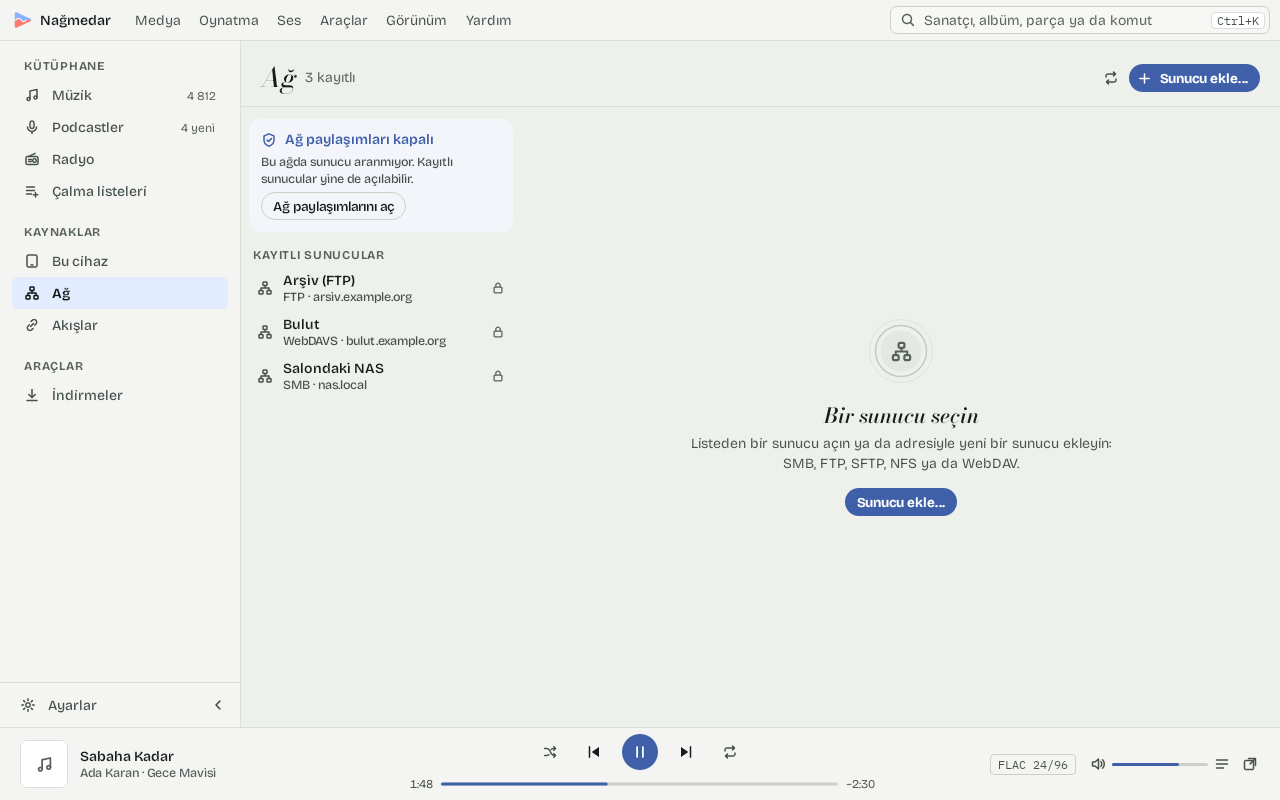 Nağmedar
Medya
Oynatma
Ses
Araçlar
Görünüm
Yardım
Sanatçı, albüm, parça ya da komut
Ctrl+K
KÜTÜPHANE
Müzik
4 812
Podcastler
4 yeni
Radyo
Çalma listeleri
KAYNAKLAR
Bu cihaz
Ağ
Akışlar
ARAÇLAR
İndirmeler
Ayarlar
Ağ
3 kayıtlı
Sunucu ekle...
Ağ paylaşımları kapalı
Bu ağda sunucu aranmıyor. Kayıtlı
sunucular yine de açılabilir.
Ağ paylaşımlarını aç
KAYITLI SUNUCULAR
Arşiv (FTP)
FTP · arsiv.example.org
Bulut
WebDAVS · bulut.example.org
Salondaki NAS
SMB · nas.local
Bir sunucu seçin
Listeden bir sunucu açın ya da adresiyle yeni bir sunucu ekleyin:
SMB, FTP, SFTP, NFS ya da WebDAV.
Sunucu ekle...
Sabaha Kadar
Ada Karan · Gece Mavisi
1:48
−2:30
FLAC 24/96